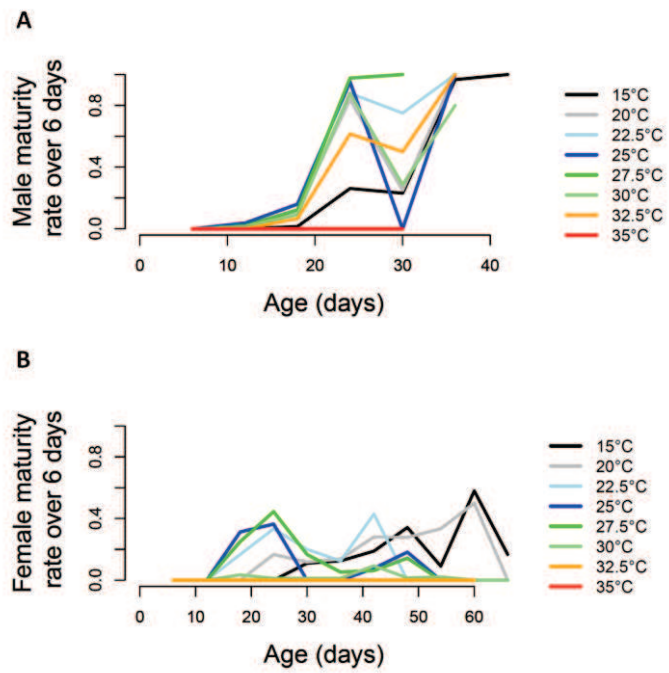 A
Male maturity
rate over 6 days
0.0 0.4 0.8
0 10 20 30 40
Age (days)
15°C
20°C
22.5°C
25°C
27.5°C
30°C
32.5°C
35°C
B
Female maturity
rate over 6 days
0.0 0.4 0.8
0 10 20 30 40 50 60
Age (days)
15°C
20°C
22.5°C
25°C
27.5°C
30°C
32.5°C
35°C